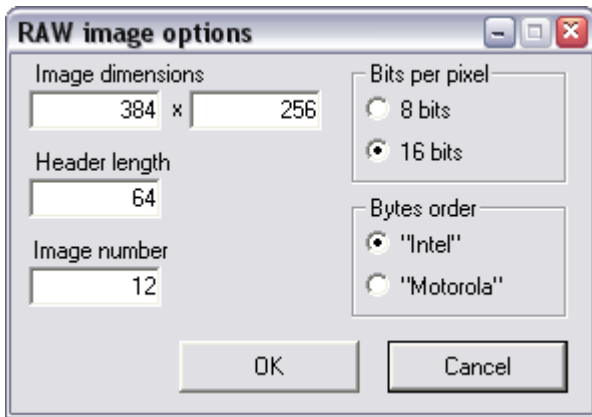 RAW image options
Image dimensions
384 x 256
Header length
64
Image number
12
Bits per pixel
8 bits
16 bits
Bytes order
"Intel"
"Motorola"
OK
Cancel